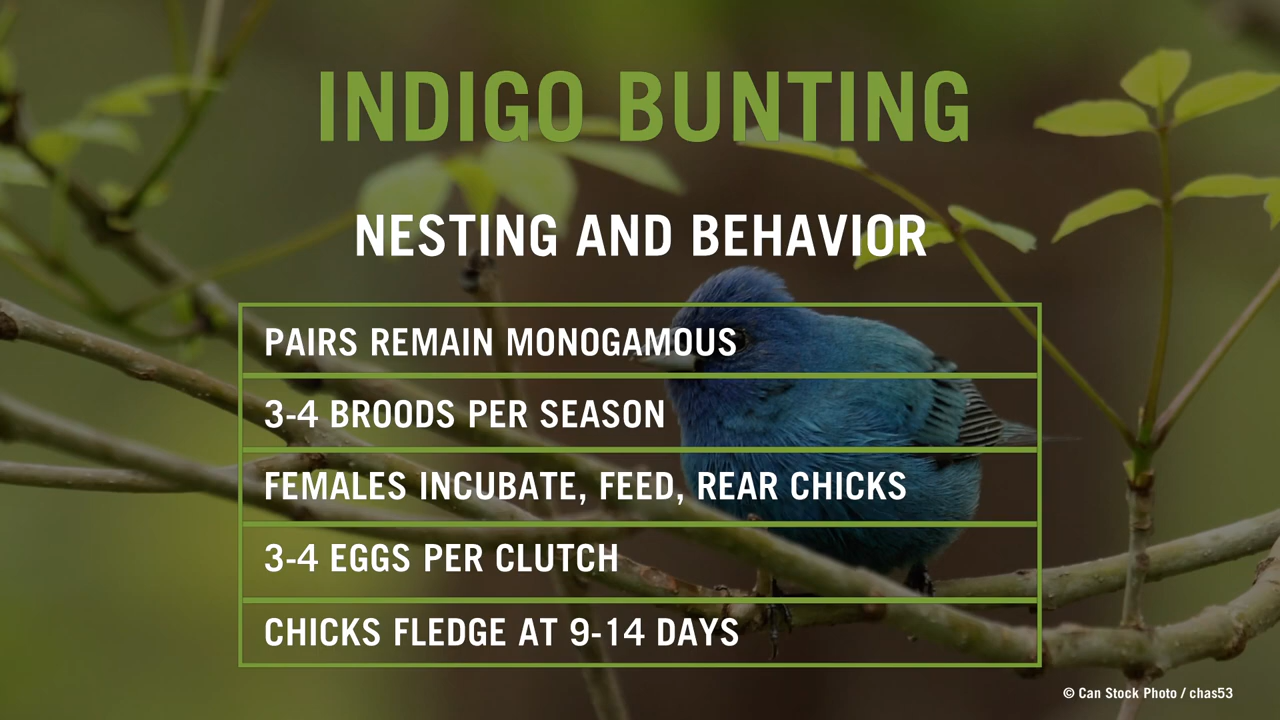 INDIGO BUNTING
NESTING AND BEHAVIOR
PAIRS REMAIN MONOGAMOUS
3-4 BROODS PER SEASON
FEMALES INCUBATE, FEED, REAR CHICKS
3-4 EGGS PER CLUTCH
CHICKS FLEDGE AT 9-14 DAYS
© Can Stock Photo / chas53